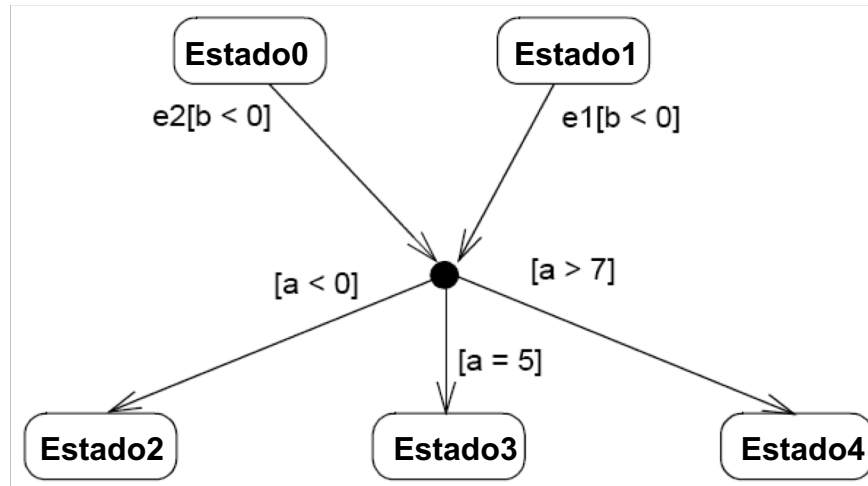 Estado0
Estado1
e2[b < 0]
e1[b < 0]
[a < 0]
[a > 7]
[a = 5]
Estado2
Estado3
Estado4